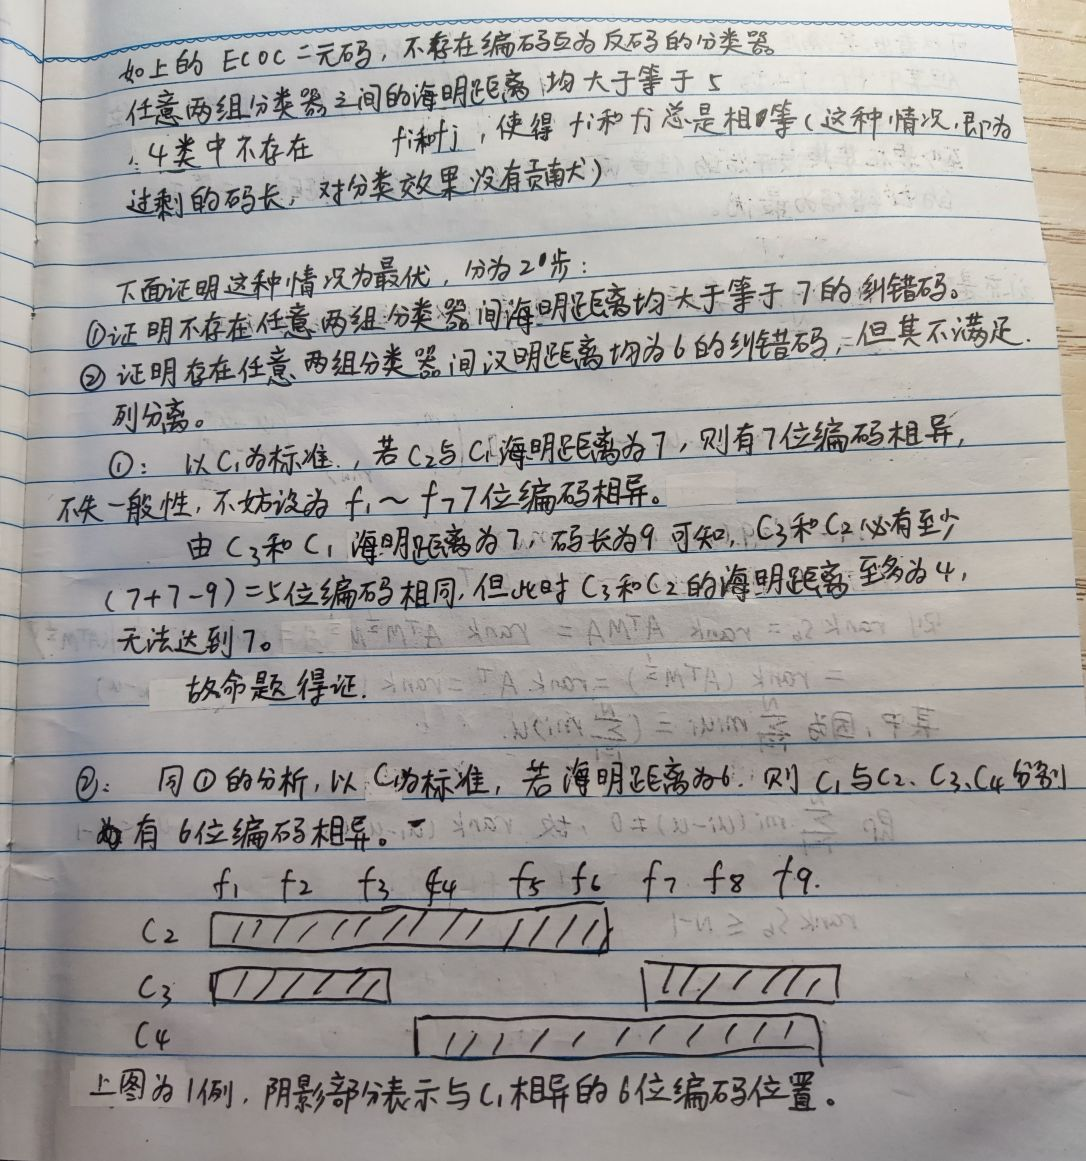 如上的 ECOC 二元码，不存在编码互为反码的分类器
任意两组分类器之间的海明距离均大于等于5
4类中不存在 fi和fj，使得 fi和fj总是相等(这种情况，即为
过剩的码长，对分类效果没有贡献)
下面证明这种情况为最优，分为2步：
①证明不存在任意两组分类器间海明距离均大于等于7的纠错码。
②证明存在任意两组分类器间汉明距离均为6的纠错码，但其不满足.
列分离。
①： 以C₁为标准，若C₂与C₁海明距离为7，则有7位编码相异，
不失一般性，不妨设为 f₁～f₇7位编码相异。
由C₃和C₁海明距离为7，码长为9可知，C₃和C₂必有至少
(7+7-9)=5位编码相同，但此时C₃和C₂的海明距离至多为4，
无法达到7。
故命题得证.
②： 同①的分析，以C₁为标准，若海明距离为6.则C₁与C₂、C₃、C₄分别
有6位编码相异。
f₁ f₂ f₃ f₄ f₅ f₆ f₇ f₈ f₉.
C₂
C₃
C₄
上图为1例，阴影部分表示与C₁相异的6位编码位置。